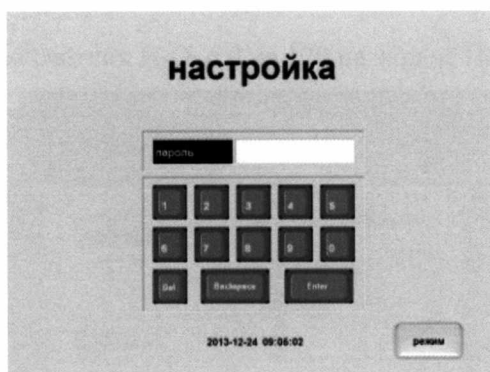 настройка
пароль
1 2 3 4 5
6 7 8 9 0
Del Backspace Enter
2013-12-24 09:05:02
режим